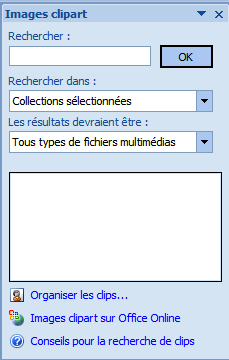 Images clipart
Rechercher :
OK
Rechercher dans :
Collections sélectionnées
Les résultats devraient être :
Tous types de fichiers multimédias
Organiser les clips...
Images clipart sur Office Online
Conseils pour la recherche de clips